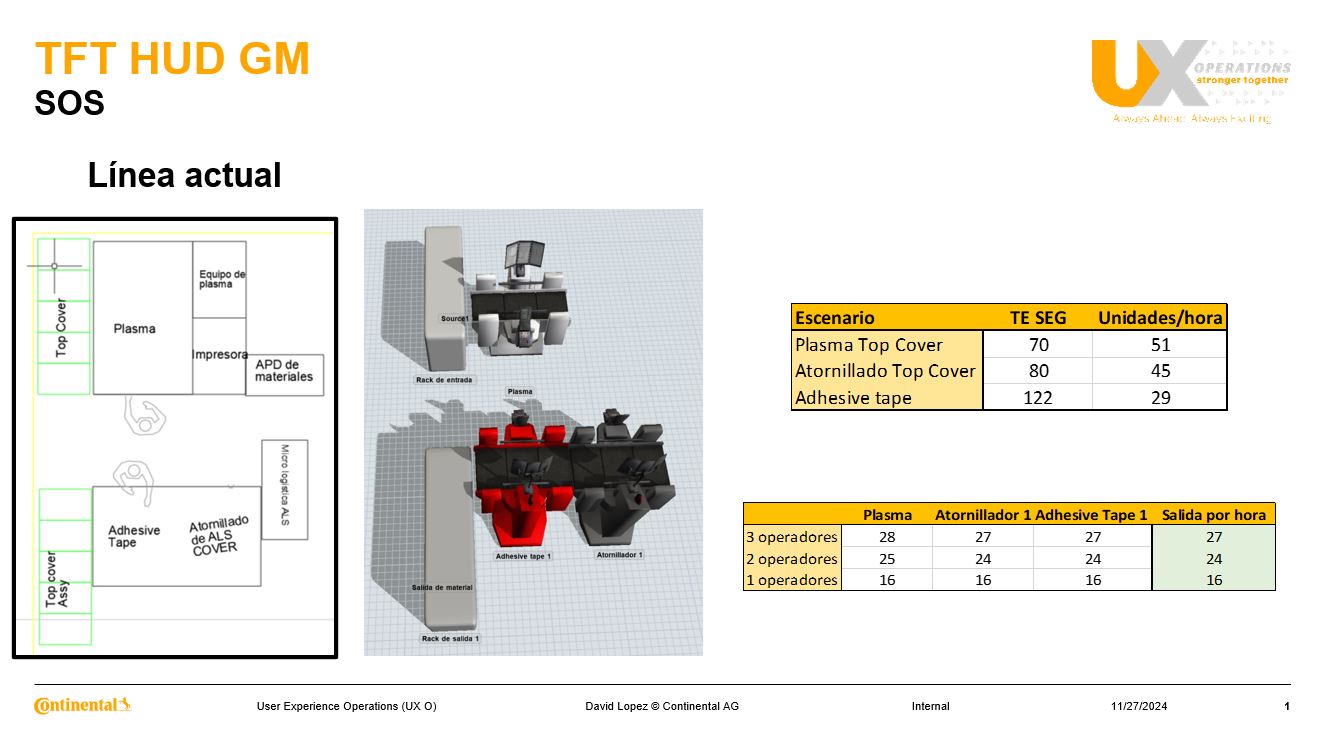 TFT HUD GM
SOS
UX
OPERATIONS
stronger together
Always Ahead. Always Exciting.
Línea actual
Top Cover
Plasma
Equipo de
plasma
Impresora
APD de
materiales
Micro logistica ALS
Adhesive
Tape
Atornillado
de ALS
COVER
Top cover
Assy
Source1
Rack de entrada
Plasma
Adhesive tape 1
Atornillador 1
Salida de material
Rack de salida 1
Escenario TE SEG Unidades/hora
Plasma Top Cover 70 51
Atornillado Top Cover 80 45
Adhesive tape 122 29
Plasma Atornillador 1 Adhesive Tape 1 Salida por hora
3 operadores 28 27 27 27
2 operadores 25 24 24 24
1 operadores 16 16 16 16
Continental
User Experience Operations (UX O) David Lopez © Continental AG Internal 11/27/2024 1